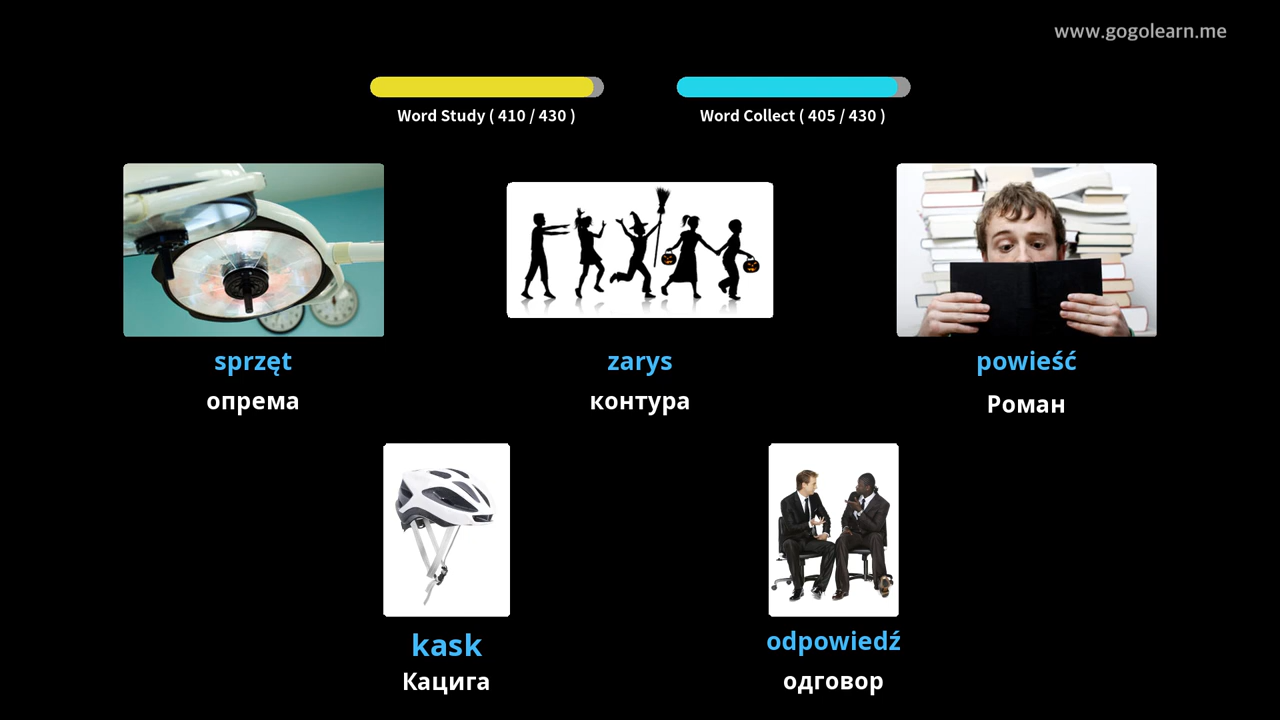 www.gogolearn.me
Word Study ( 410 / 430 )
Word Collect ( 405 / 430 )
sprzęt
опрема
zarys
контура
powieść
Роман
kask
Кацига
odpowiedź
одговор